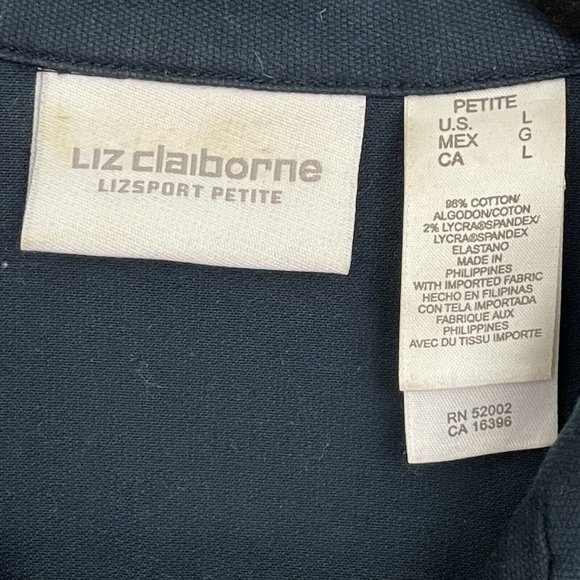 LIZ claiborne
LIZSPORT PETITE
PETITE
U.S. L
MEX G
CA L
98% COTTON/
ALGODON/COTON
2% LYCRA®SPANDEX/
LYCRA®SPANDEX
ELASTANO
MADE IN
PHILIPPINES
WITH IMPORTED FABRIC
HECHO EN FILIPINAS
CON TELA IMPORTADA
FABRIQUE AUX
PHILIPPINES
AVEC DU TISSU IMPORTE
RN 52002
CA 16396